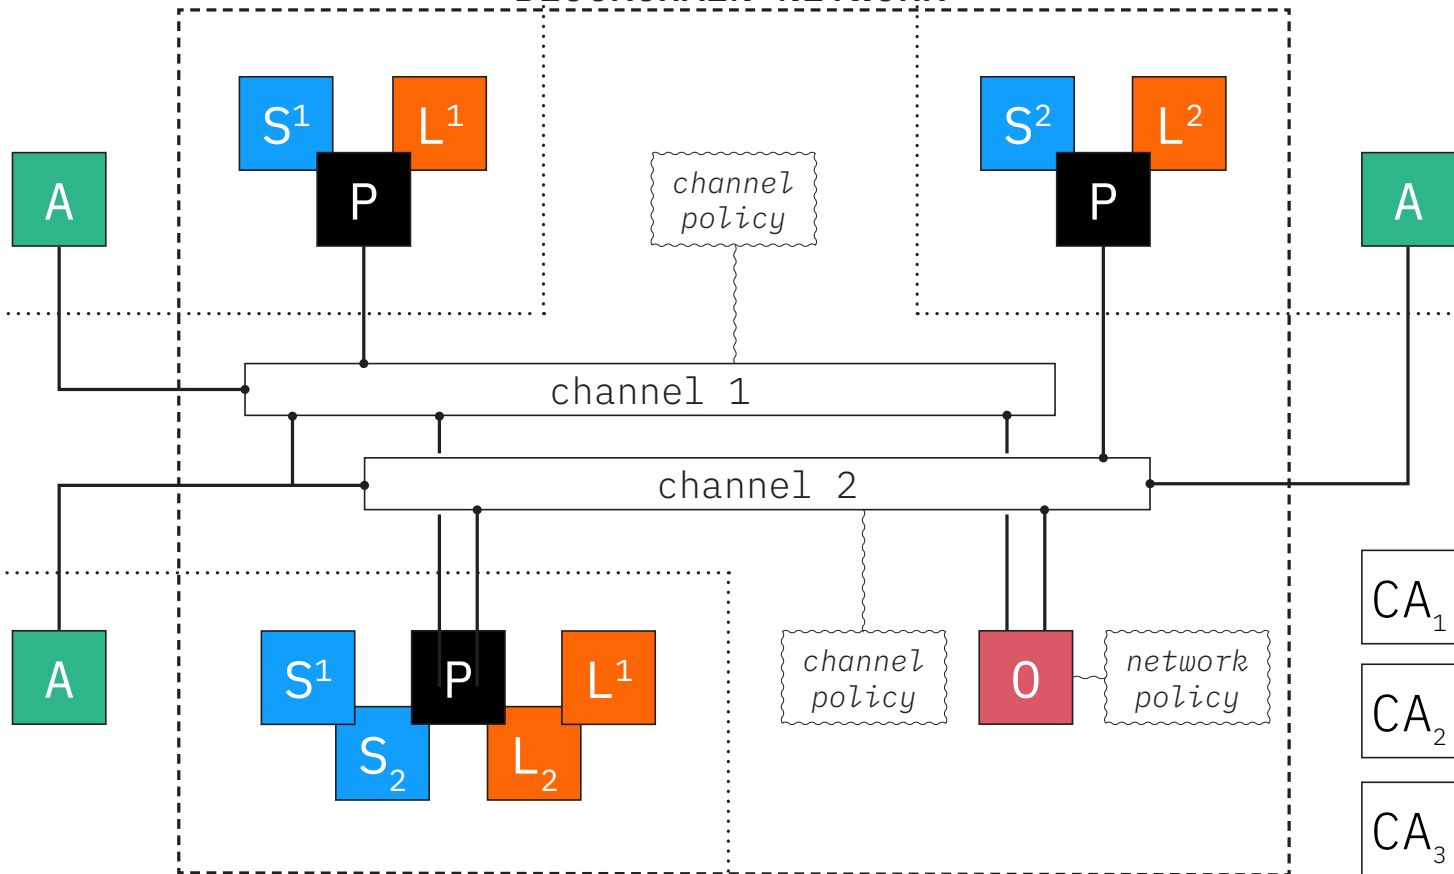 S¹ L¹
S² L²
A P
channel
policy
P A
channel 1
channel 2
CA₁
S¹ P L¹
A
channel
policy
O
network
policy
CA₂
S₂ L₂
CA₃